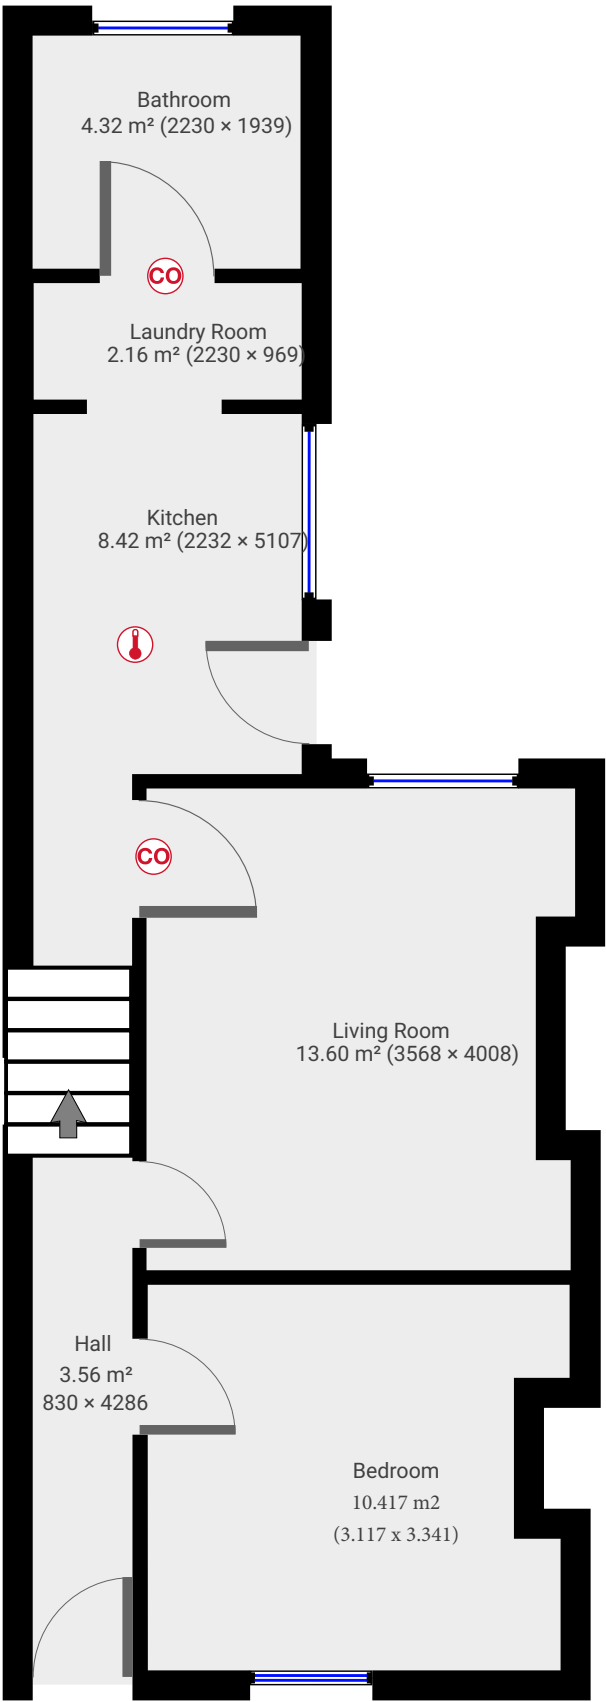 Bathroom
4.32 m² (2230 × 1939)
CO
Laundry Room
2.16 m² (2230 × 969)
Kitchen
8.42 m² (2232 × 5107)
CO
Living Room
13.60 m² (3568 × 4008)
Hall
3.56 m²
830 × 4286
Bedroom
10.417 m2
(3.117 x 3.341)